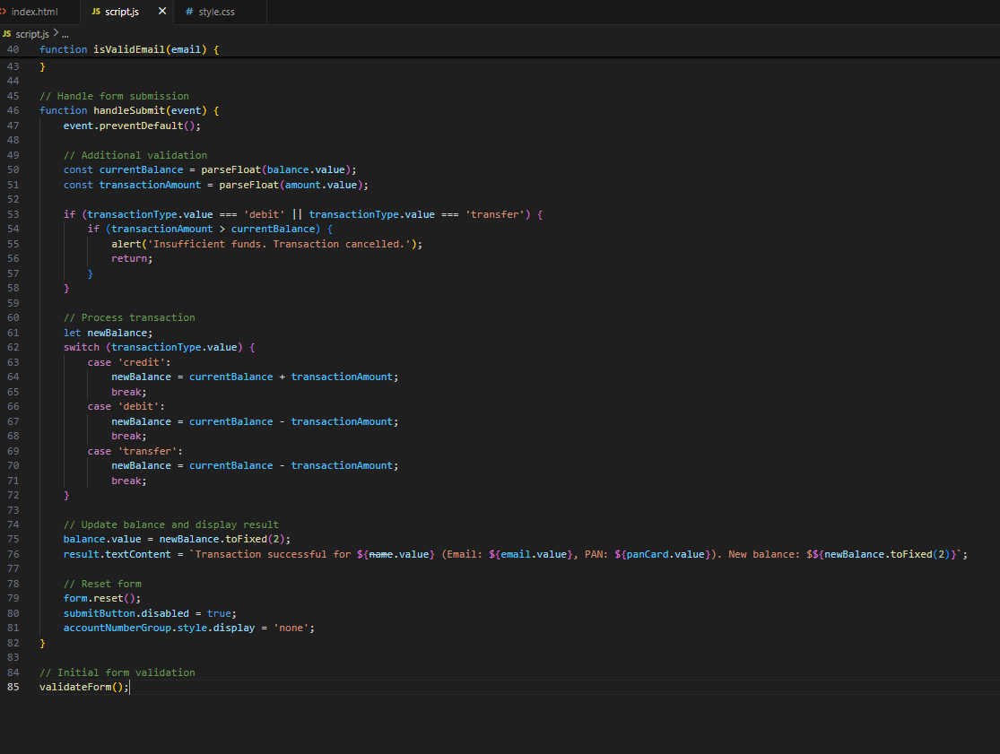 <> index.html
JS script.js ×
# style.css
JS script.js > ...
40 function isValidEmail(email) {
43 }
44
45 // Handle form submission
46 function handleSubmit(event) {
47     event.preventDefault();
48
49     // Additional validation
50     const currentBalance = parseFloat(balance.value);
51     const transactionAmount = parseFloat(amount.value);
52
53     if (transactionType.value === 'debit' || transactionType.value === 'transfer') {
54         if (transactionAmount > currentBalance) {
55             alert('Insufficient funds. Transaction cancelled.');
56             return;
57         }
58     }
59
60     // Process transaction
61     let newBalance;
62     switch (transactionType.value) {
63         case 'credit':
64             newBalance = currentBalance + transactionAmount;
65             break;
66         case 'debit':
67             newBalance = currentBalance - transactionAmount;
68             break;
69         case 'transfer':
70             newBalance = currentBalance - transactionAmount;
71             break;
72     }
73
74     // Update balance and display result
75     balance.value = newBalance.toFixed(2);
76     result.textContent = `Transaction successful for ${name.value} (Email: ${email.value}, PAN: ${panCard.value}). New balance: $${newBalance.toFixed(2)}`;
77
78     // Reset form
79     form.reset();
80     submitButton.disabled = true;
81     accountNumberGroup.style.display = 'none';
82 }
83
84 // Initial form validation
85 validateForm();